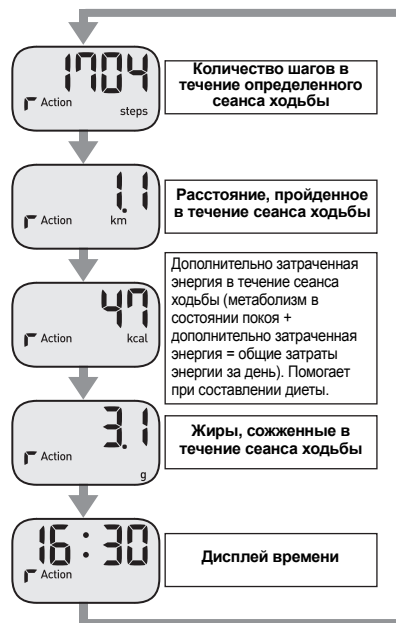 1704
Action
steps
Количество шагов в
течение определенного
сеанса ходьбы
1.1
Action
km
Расстояние, пройденное
в течение сеанса ходьбы
47
Action
kcal
Дополнительно затраченная
энергия в течение сеанса
ходьбы (метаболизм в
состоянии покоя +
дополнительно затраченная
энергия = общие затраты
энергии за день). Помогает
при составлении диеты.
3.1
Action
g
Жиры, сожженные в
течение сеанса ходьбы
16:30
Action
Дисплей времени